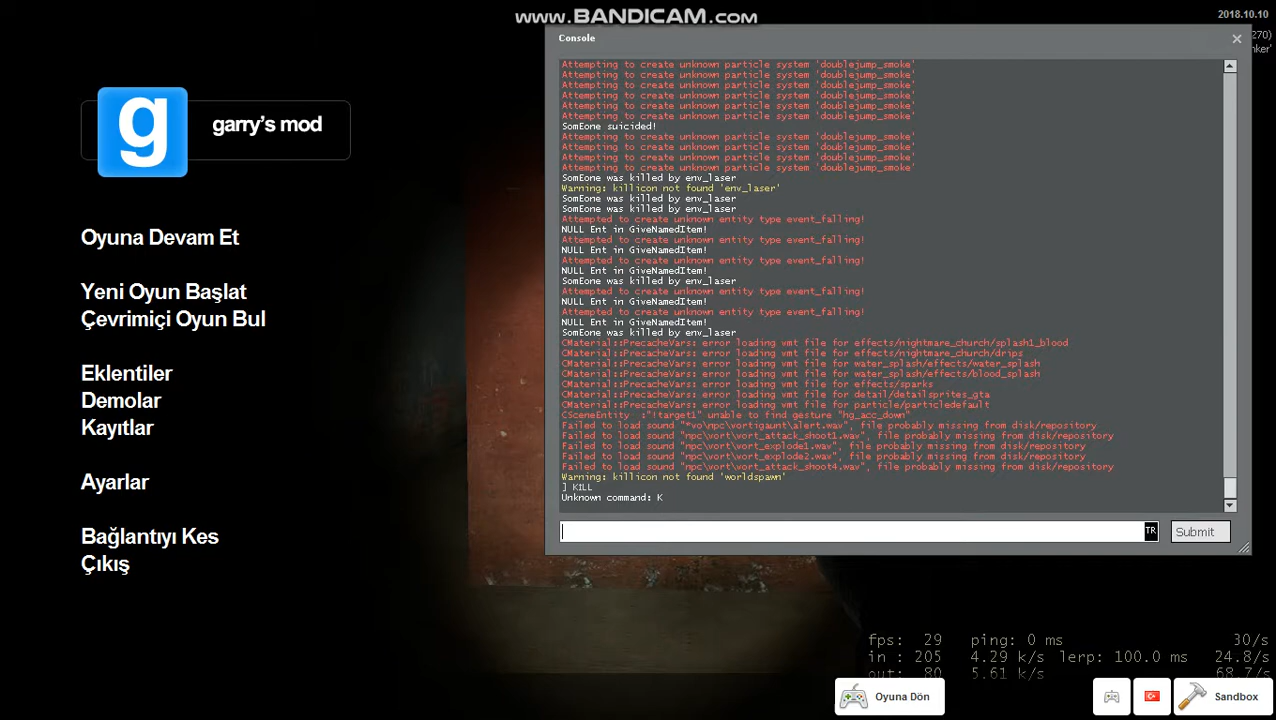 www.BANDICAM.com
2018.10.10
270)
Console
nker'
g
garry's mod
Attempting to create unknown particle system 'doublejump_smoke'
Attempting to create unknown particle system 'doublejump_smoke'
Attempting to create unknown particle system 'doublejump_smoke'
Attempting to create unknown particle system 'doublejump_smoke'
Attempting to create unknown particle system 'doublejump_smoke'
Attempting to create unknown particle system 'doublejump_smoke'
SomEone suicided!
Attempting to create unknown particle system 'doublejump_smoke'
Attempting to create unknown particle system 'doublejump_smoke'
Attempting to create unknown particle system 'doublejump_smoke'
Attempting to create unknown particle system 'doublejump_smoke'
SomEone was killed by env_laser
Warning: killicon not found 'env_laser'
SomEone was killed by env_laser
SomEone was killed by env_laser
Attempted to create unknown entity type event_falling!
NULL Ent in GiveNamedItem!
Attempted to create unknown entity type event_falling!
NULL Ent in GiveNamedItem!
Attempted to create unknown entity type event_falling!
NULL Ent in GiveNamedItem!
SomEone was killed by env_laser
Attempted to create unknown entity type event_falling!
NULL Ent in GiveNamedItem!
Attempted to create unknown entity type event_falling!
NULL Ent in GiveNamedItem!
SomEone was killed by env_laser
CMaterial::PrecacheVars: error loading vmt file for effects/nightmare_church/splash1_blood
CMaterial::PrecacheVars: error loading vmt file for effects/nightmare_church/drips
CMaterial::PrecacheVars: error loading vmt file for water_splash/effects/water_splash
CMaterial::PrecacheVars: error loading vmt file for water_splash/effects/blood_splash
CMaterial::PrecacheVars: error loading vmt file for effects/sparks
CMaterial::PrecacheVars: error loading vmt file for detail/detailsprites_gta
CMaterial::PrecacheVars: error loading vmt file for particle/particledefault
CSceneEntity :"!target1" unable to find gesture "hg_acc_down"
Failed to load sound "*vo\npc\vortigaunt\alert.wav", file probably missing from disk/repository
Failed to load sound "npc\vort\vort_attack_shoot1.wav", file probably missing from disk/repository
Failed to load sound "npc\vort\vort_explode1.wav", file probably missing from disk/repository
Failed to load sound "npc\vort\vort_explode2.wav", file probably missing from disk/repository
Failed to load sound "npc\vort\vort_attack_shoot4.wav", file probably missing from disk/repository
Warning: killicon not found 'worldspawn'
] KILL
Unknown command: K
TR
Submit
Oyuna Devam Et
Yeni Oyun Başlat
Çevrimiçi Oyun Bul
Eklentiler
Demolar
Kayıtlar
Ayarlar
Bağlantıyı Kes
Çıkış
fps: 29 ping: 0 ms 30/s
in : 205 4.29 k/s lerp: 100.0 ms 24.8/s
out: 80 5.61 k/s 68.7/s
Oyuna Dön
Sandbox